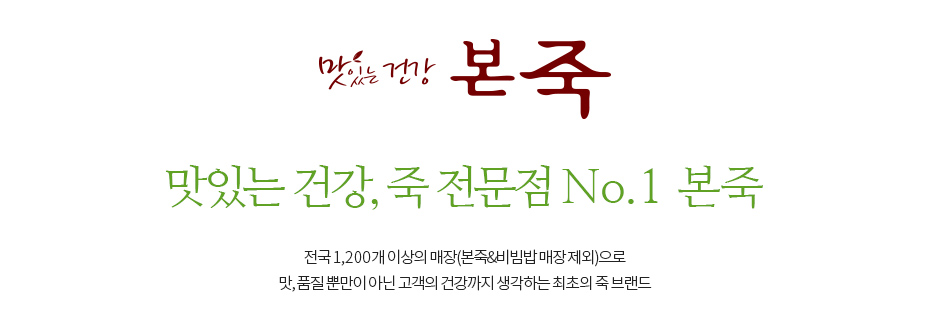 맛있는 건강 본죽
맛있는 건강, 죽 전문점 No.1 본죽
전국 1,200개 이상의 매장(본죽&비빔밥 매장 제외)으로
맛, 품질 뿐만이 아닌 고객의 건강까지 생각하는 최초의 죽 브랜드